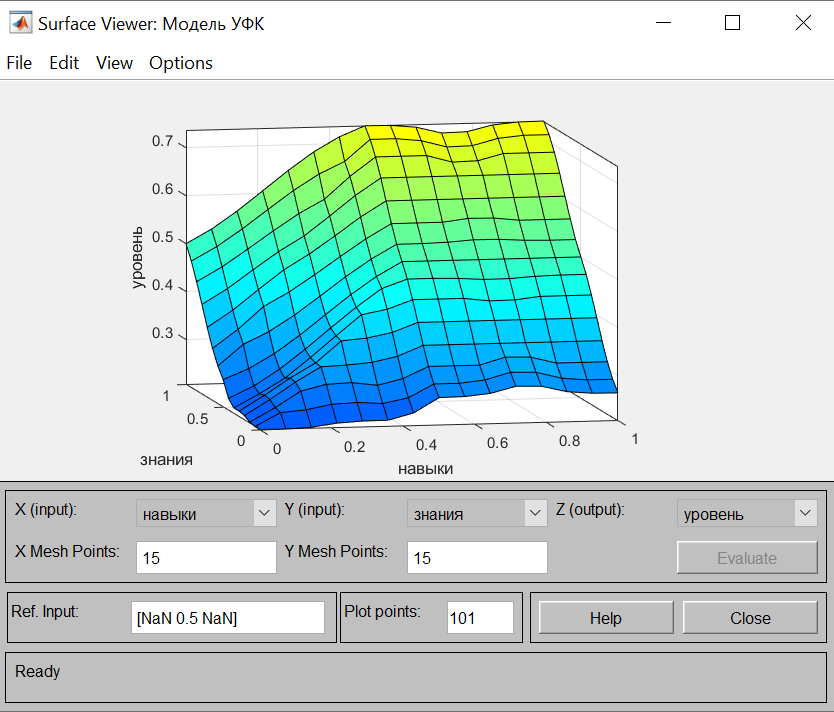 Surface Viewer: Модель УФК
File Edit View Options
0.7
0.6
0.5
0.4
0.3
уровень
1
0.5
0
знания
0 0.2 0.4 0.6 0.8 1
навыки
X (input): навыки Y (input): знания Z (output): уровень
X Mesh Points: 15 Y Mesh Points: 15 Evaluate
Ref. Input: [NaN 0.5 NaN] Plot points: 101 Help Close
Ready